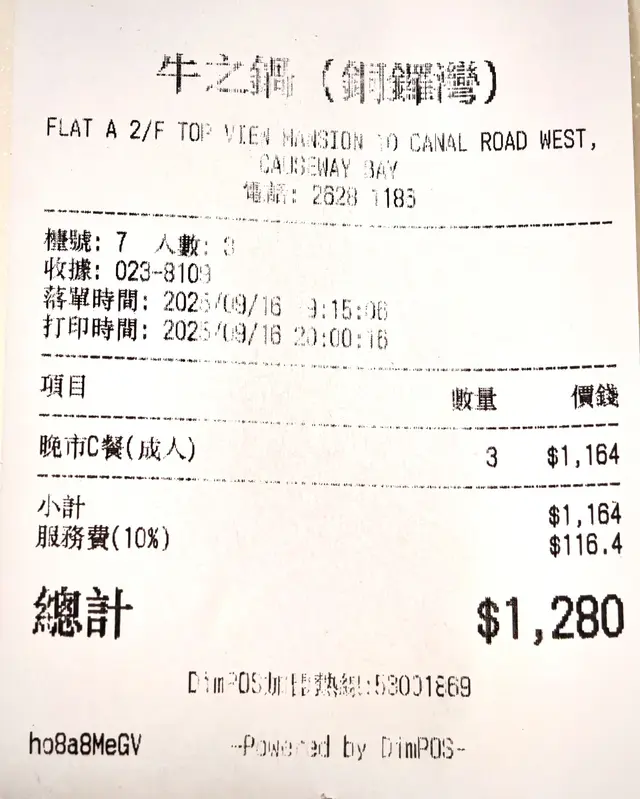 牛之鍋 (銅鑼灣)
FLAT A 2/F TOP VIEW MANSION 10 CANAL ROAD WEST,
CAUSEWAY BAY
電話: 2628 1185
檯號: 7 人數: 3
收據: 023-8109
落單時間: 2025/09/16 19:15:06
打印時間: 2025/09/16 20:00:16
項目 數量 價錢
晚市C餐(成人) 3 $1,164
小計 $1,164
服務費(10%) $116.4
總計 $1,280
DimPOS加盟熱線:53001869
ho8a8MeGV ~Powered by DimPOS~